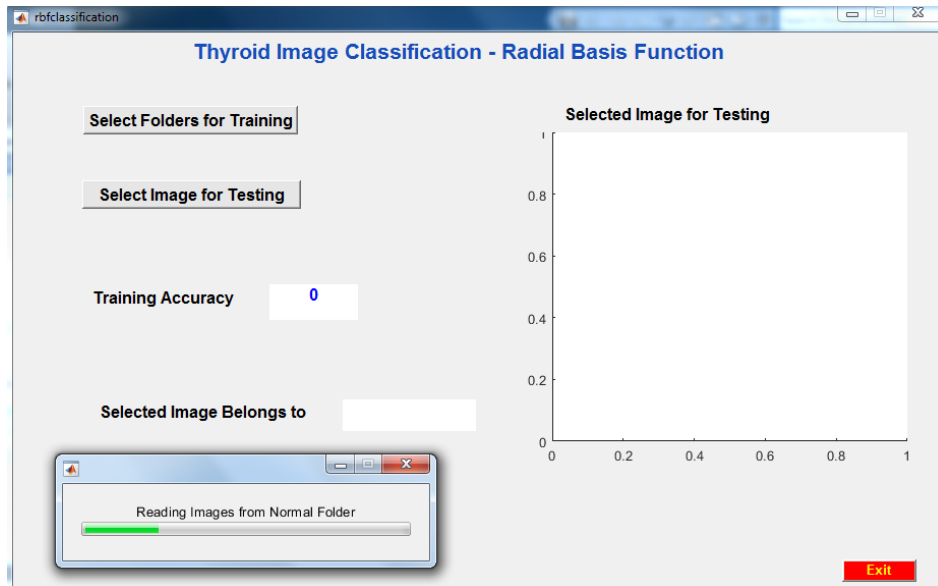 rbfclassification
Thyroid Image Classification - Radial Basis Function
Select Folders for Training
Select Image for Testing
Training Accuracy 0
Selected Image Belongs to
Selected Image for Testing
1
0.8
0.6
0.4
0.2
0
0 0.2 0.4 0.6 0.8 1
Reading Images from Normal Folder
Exit